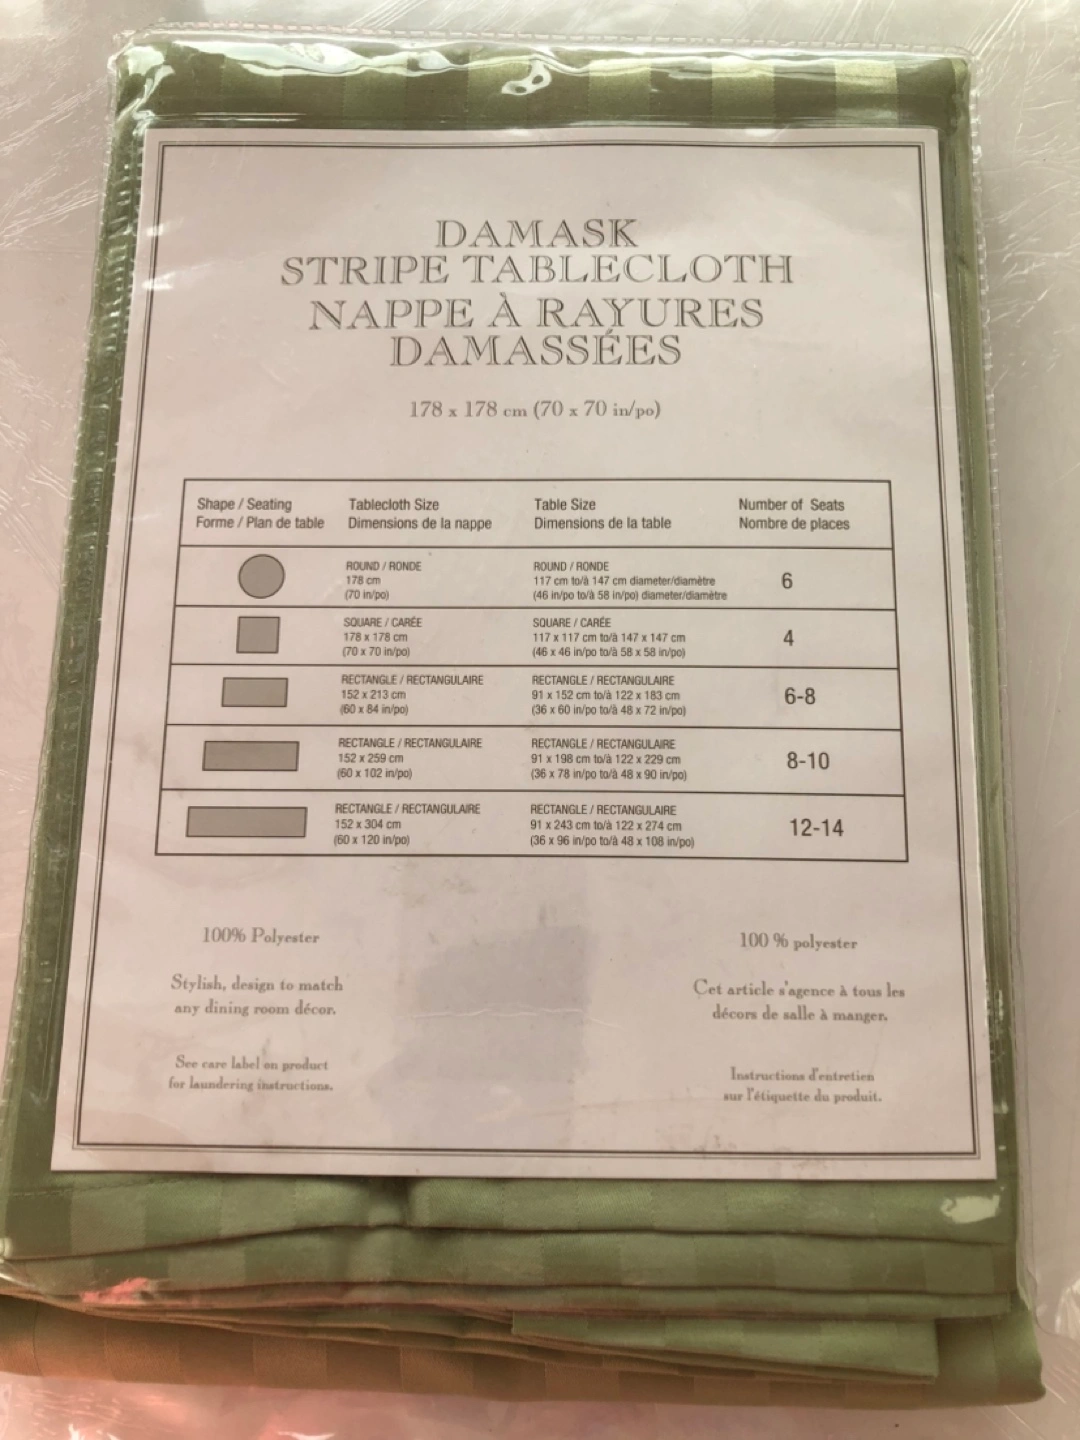 DAMASK
STRIPE TABLECLOTH
NAPPE À RAYURES
DAMASSÉES
178 x 178 cm (70 x 70 in/po)
Shape / Seating Tablecloth Size Table Size Number of Seats
Forme / Plan de table Dimensions de la nappe Dimensions de la table Nombre de places
ROUND / RONDE ROUND / RONDE
178 cm 117 cm to/à 147 cm diameter/diamètre 6
(70 in/po) (46 in/po to/à 58 in/po) diameter/diamètre
SQUARE / CARÉE SQUARE / CARÉE
178 x 178 cm 117 x 117 cm to/à 147 x 147 cm 4
(70 x 70 in/po) (46 x 46 in/po to/à 58 x 58 in/po)
RECTANGLE / RECTANGULAIRE RECTANGLE / RECTANGULAIRE
152 x 213 cm 91 x 152 cm to/à 122 x 183 cm 6-8
(60 x 84 in/po) (36 x 60 in/po to/à 48 x 72 in/po)
RECTANGLE / RECTANGULAIRE RECTANGLE / RECTANGULAIRE
152 x 259 cm 91 x 198 cm to/à 122 x 229 cm 8-10
(60 x 102 in/po) (36 x 78 in/po to/à 48 x 90 in/po)
RECTANGLE / RECTANGULAIRE RECTANGLE / RECTANGULAIRE
152 x 304 cm 91 x 243 cm to/à 122 x 274 cm 12-14
(60 x 120 in/po) (36 x 96 in/po to/à 48 x 108 in/po)
100% Polyester
Stylish, design to match
any dining room décor.
See care label on product
for laundering instructions.
100 % polyester
Cet article s'agence à tous les
décors de salle à manger.
Instructions d'entretien
sur l'étiquette du produit.